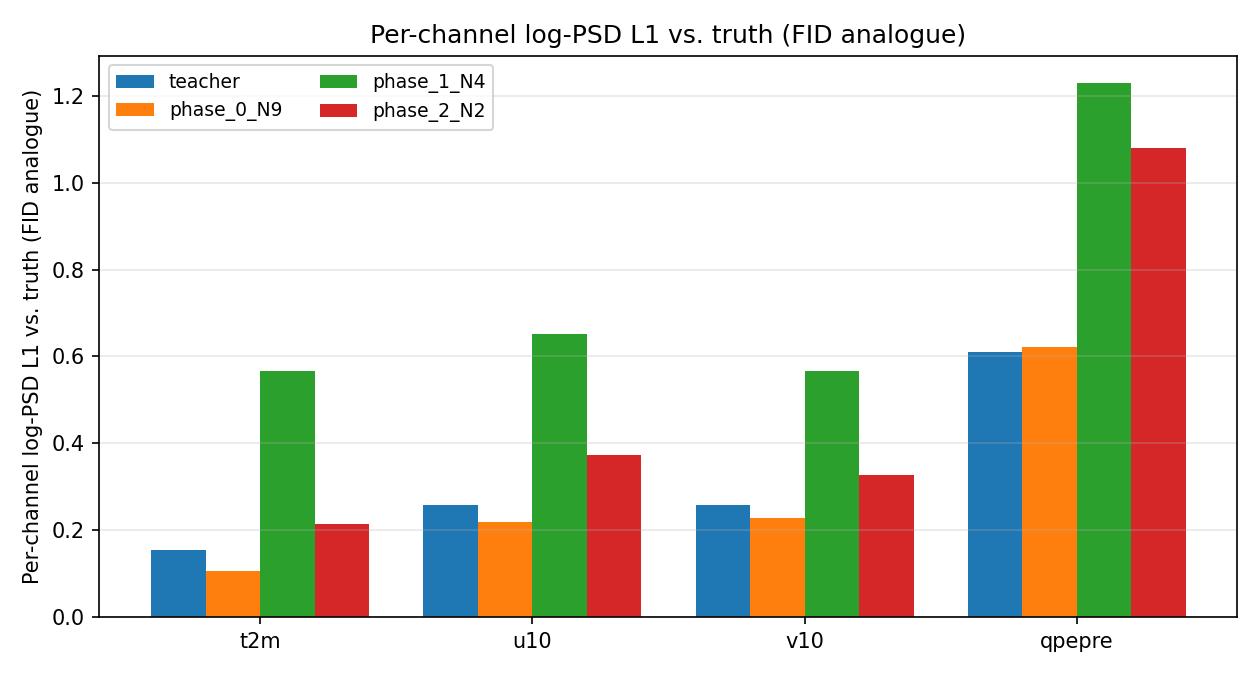 Per-channel log-PSD L1 vs. truth (FID analogue)
teacher
phase_0_N9
phase_1_N4
phase_2_N2
Per-channel log-PSD L1 vs. truth (FID analogue)
1.2
1.0
0.8
0.6
0.4
0.2
0.0
t2m
u10
v10
qpepre